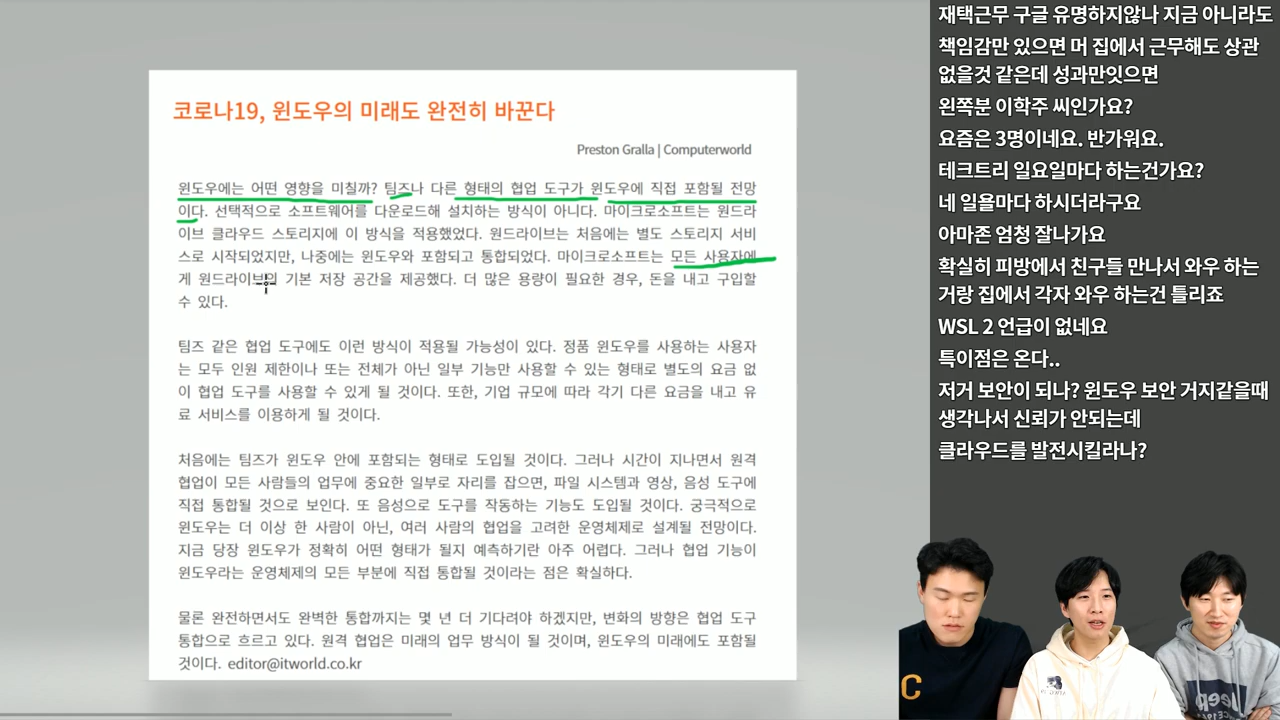 코로나19, 윈도우의 미래도 완전히 바꾼다
Preston Gralla | Computerworld
윈도우에는 어떤 영향을 미칠까? 팀즈나 다른 형태의 협업 도구가 윈도우에 직접 포함될 전망
이다. 선택적으로 소프트웨어를 다운로드해 설치하는 방식이 아니다. 마이크로소프트는 원드라
이브 클라우드 스토리지에 이 방식을 적용했었다. 원드라이브는 처음에는 별도 스토리지 서비
스로 시작되었지만, 나중에는 윈도우와 포함되고 통합되었다. 마이크로소프트는 모든 사용자에
게 원드라이브의 기본 저장 공간을 제공했다. 더 많은 용량이 필요한 경우, 돈을 내고 구입할
수 있다.
팀즈 같은 협업 도구에도 이런 방식이 적용될 가능성이 있다. 정품 윈도우를 사용하는 사용자
는 모두 인원 제한이나 또는 전체가 아닌 일부 기능만 사용할 수 있는 형태로 별도의 요금 없
이 협업 도구를 사용할 수 있게 될 것이다. 또한, 기업 규모에 따라 각기 다른 요금을 내고 유
료 서비스를 이용하게 될 것이다.
처음에는 팀즈가 윈도우 안에 포함되는 형태로 도입될 것이다. 그러나 시간이 지나면서 원격
협업이 모든 사람들의 업무에 중요한 일부로 자리를 잡으면, 파일 시스템과 영상, 음성 도구에
직접 통합될 것으로 보인다. 또 음성으로 도구를 작동하는 기능도 도입될 것이다. 궁극적으로
윈도우는 더 이상 한 사람이 아닌, 여러 사람의 협업을 고려한 운영체제로 설계될 전망이다.
지금 당장 윈도우가 정확히 어떤 형태가 될지 예측하기란 아주 어렵다. 그러나 협업 기능이
윈도우라는 운영체제의 모든 부분에 직접 통합될 것이라는 점은 확실하다.
물론 완전하면서도 완벽한 통합까지는 몇 년 더 기다려야 하겠지만, 변화의 방향은 협업 도구
통합으로 흐르고 있다. 원격 협업은 미래의 업무 방식이 될 것이며, 윈도우의 미래에도 포함될
것이다. editor@itworld.co.kr
재택근무 구글 유명하지않나 지금 아니라도
책임감만 있으면 머 집에서 근무해도 상관
없을것 같은데 성과만잇으면
왼쪽분 이학주 씨인가요?
요즘은 3명이네요. 반가워요.
테크트리 일요일마다 하는건가요?
네 일욜마다 하시더라구요
아마존 엄청 잘나가요
확실히 피방에서 친구들 만나서 와우 하는
거랑 집에서 각자 와우 하는건 틀리죠
WSL 2 언급이 없네요
특이점은 온다..
저거 보안이 되나? 윈도우 보안 거지같을때
생각나서 신뢰가 안되는데
클라우드를 발전시킬라나?
C